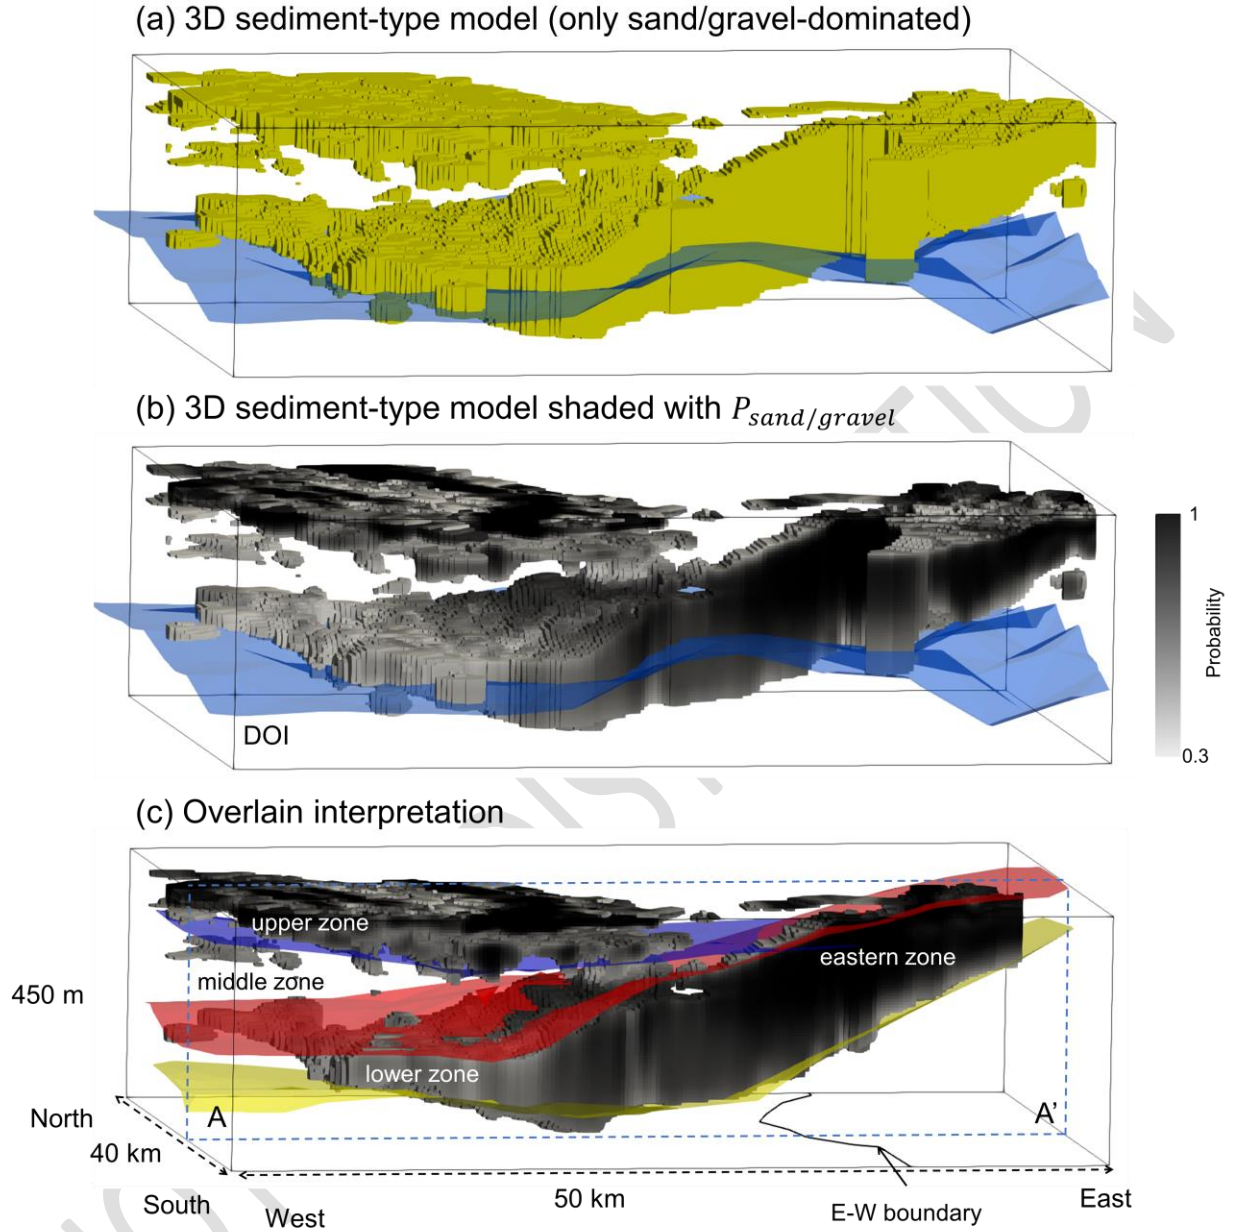 (a) 3D sediment-type model (only sand/gravel-dominated)
(b) 3D sediment-type model shaded with P_{sand/gravel}
1
Probability
0.3
DOI
(c) Overlain interpretation
upper zone
eastern zone
middle zone
450 m
lower zone
A
A'
North
40 km
South
50 km
East
West
E-W boundary